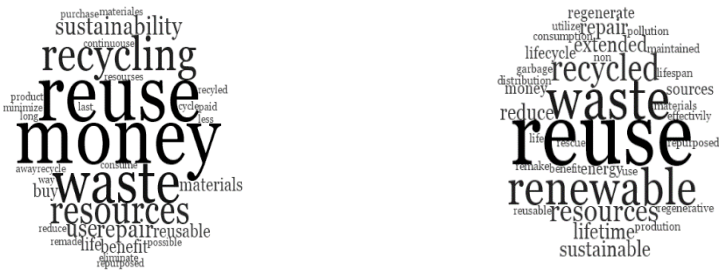 purchase materiales
sustainability
continuouse
recycling
resourses
reuse recyled
product last cycle paid
minimize less
long
money
consume
awayrecycle
way waste materials
buy
resources
reduce userepair reusable
remade life benefit possible
eliminate
repurposed
regenerate
utilize repair pollution
consumption extended maintained
lifecycle non
garbage recycled lifespan
distribution
money waste sources
materials
reduce effectivily
reuse
life rescue repurposed
remake benefit energy use
renewable
reusable resources regenerative
lifetime prodution
sustainable